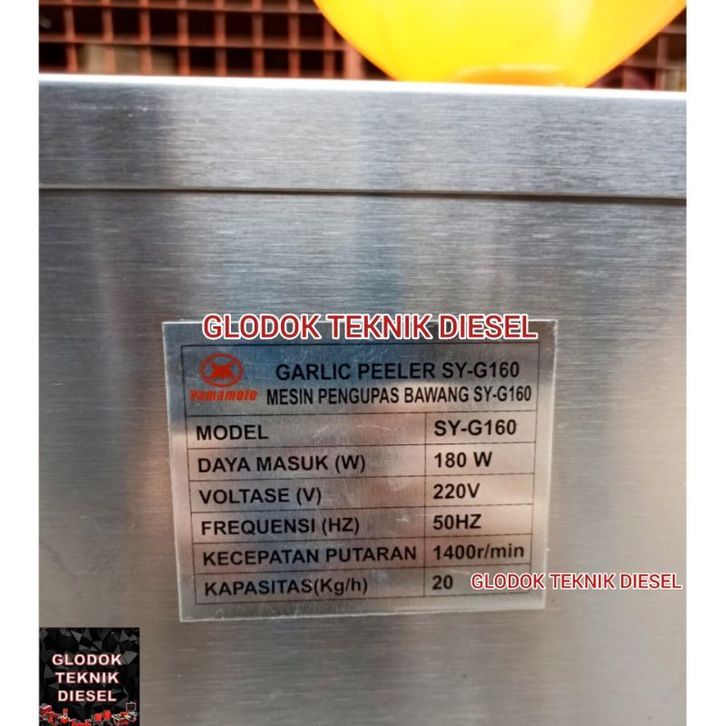 GLODOK TEKNIK DIESEL
Yamamoto
GARLIC PEELER SY-G160
MESIN PENGUPAS BAWANG SY-G160
MODEL SY-G160
DAYA MASUK (W) 180 W
VOLTASE (V) 220V
FREQUENSI (HZ) 50HZ
KECEPATAN PUTARAN 1400r/min
KAPASITAS(Kg/h) 20
GLODOK TEKNIK DIESEL
GLODOK
TEKNIK
DIESEL